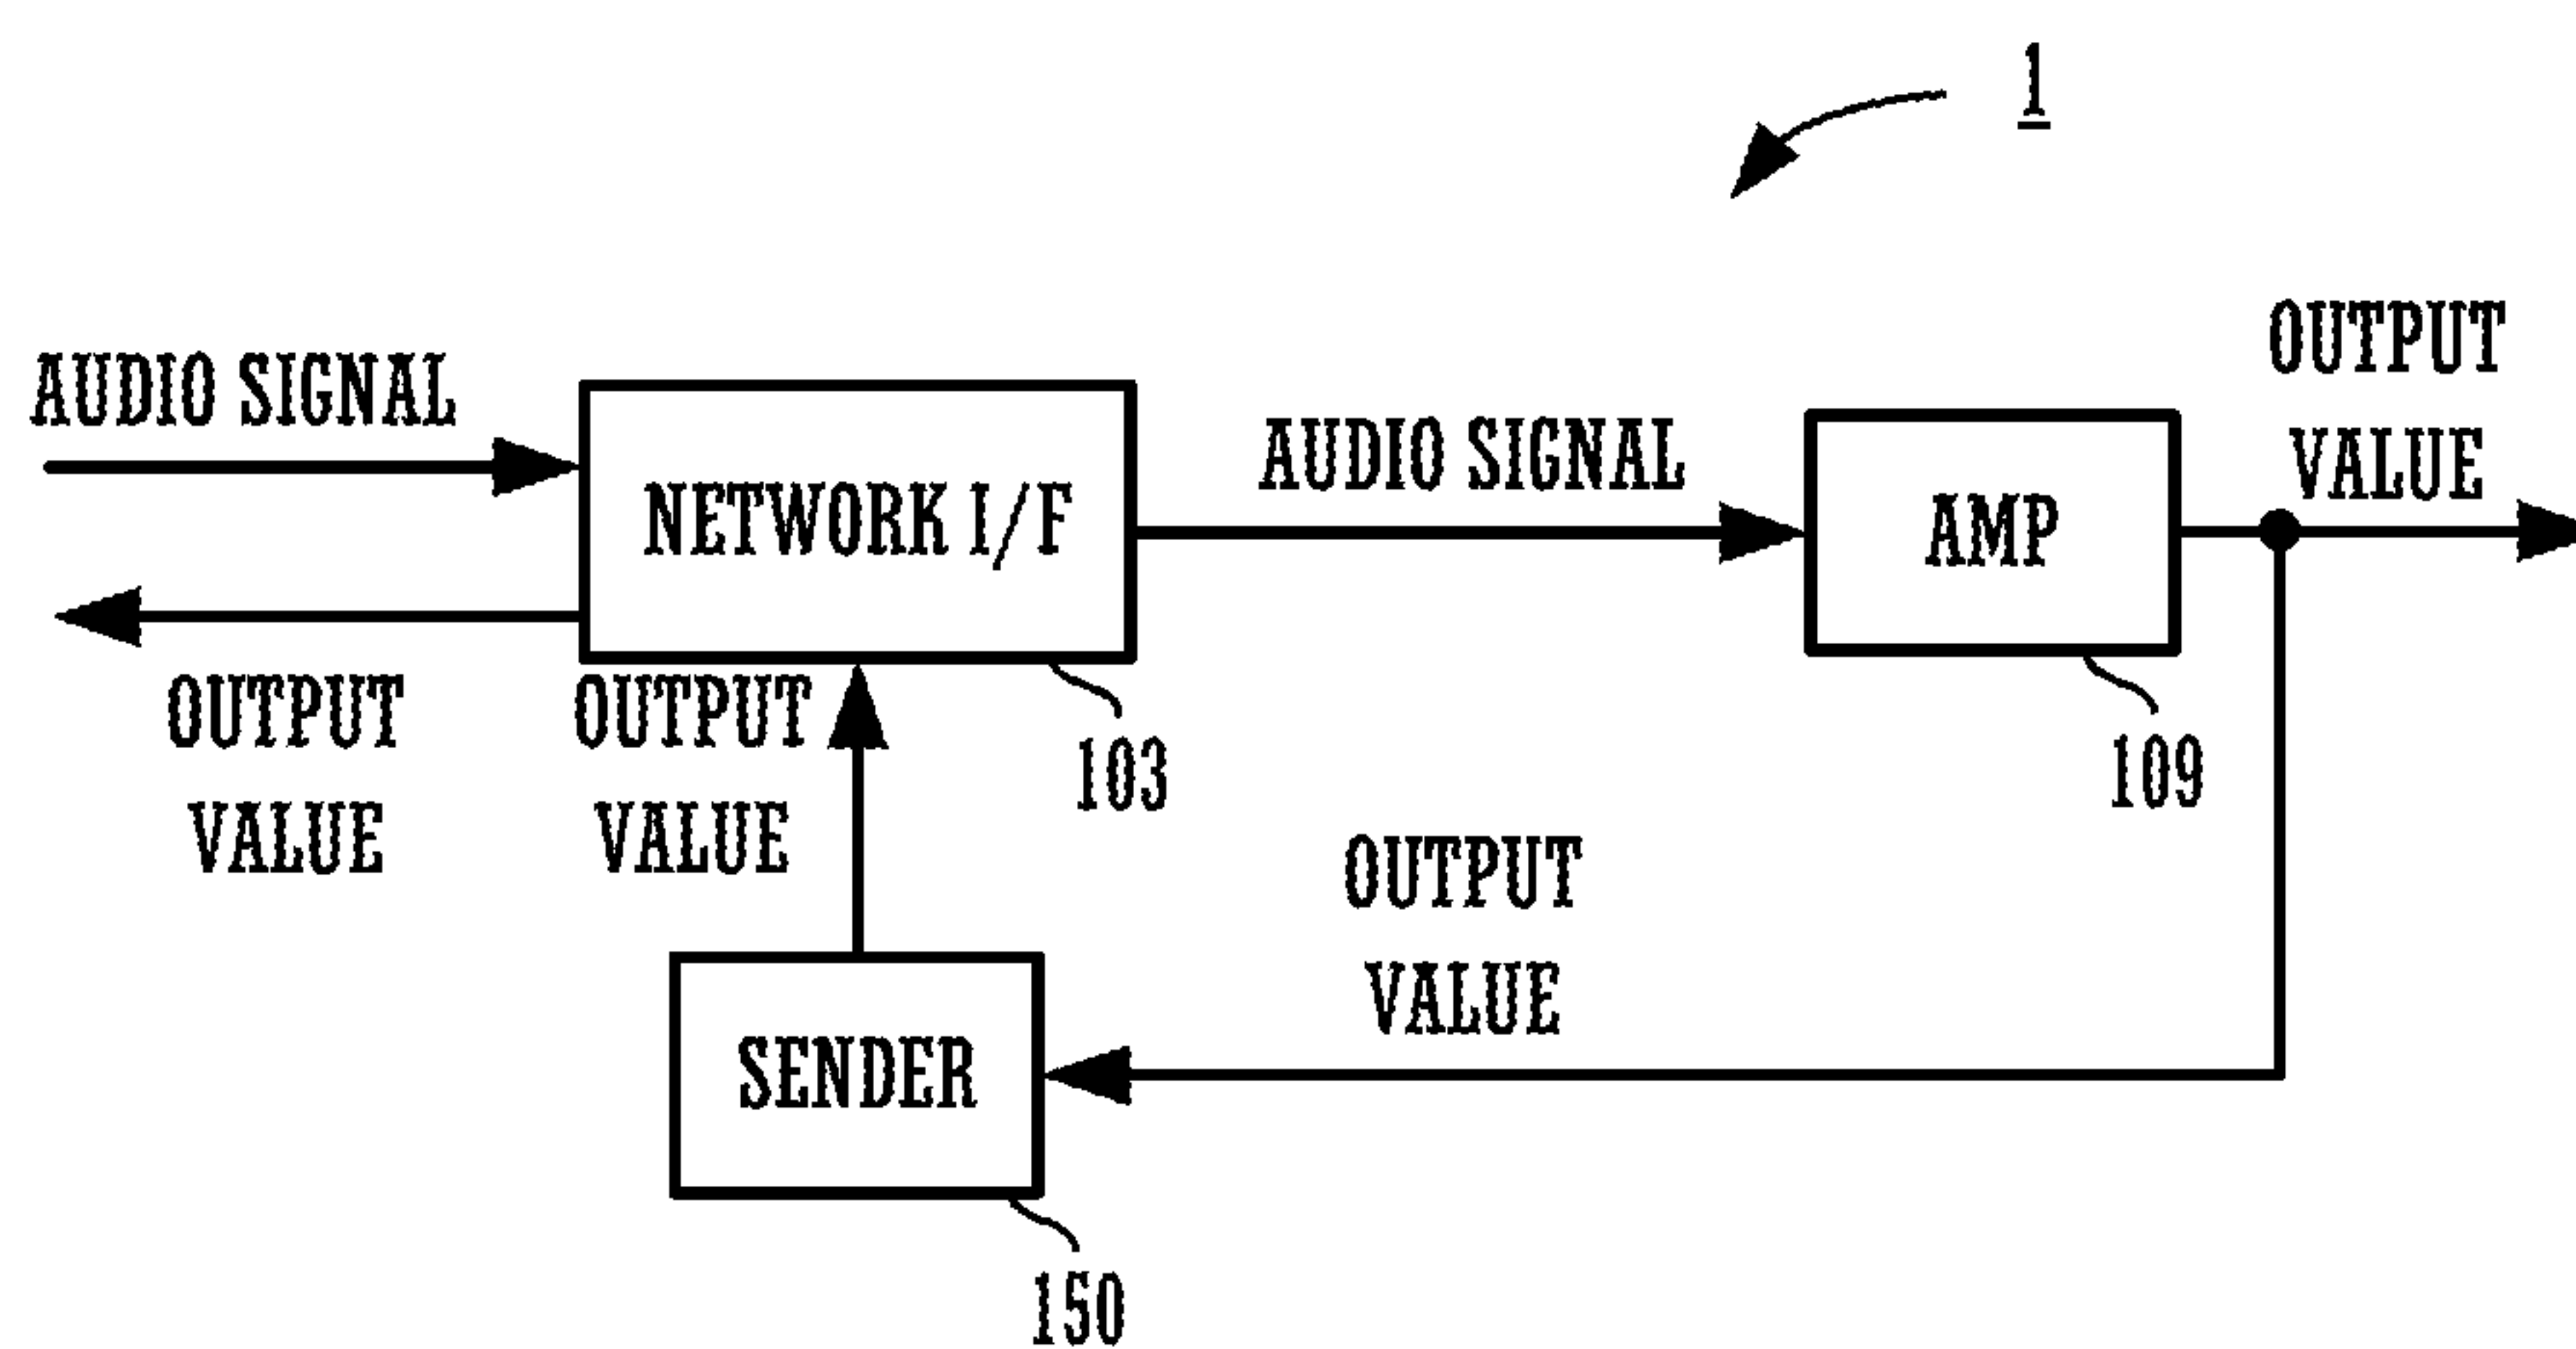 1
AUDIO SIGNAL
NETWORK I/F
AUDIO SIGNAL
AMP
OUTPUT
VALUE
OUTPUT
VALUE
OUTPUT
VALUE
103
109
OUTPUT
VALUE
SENDER
150